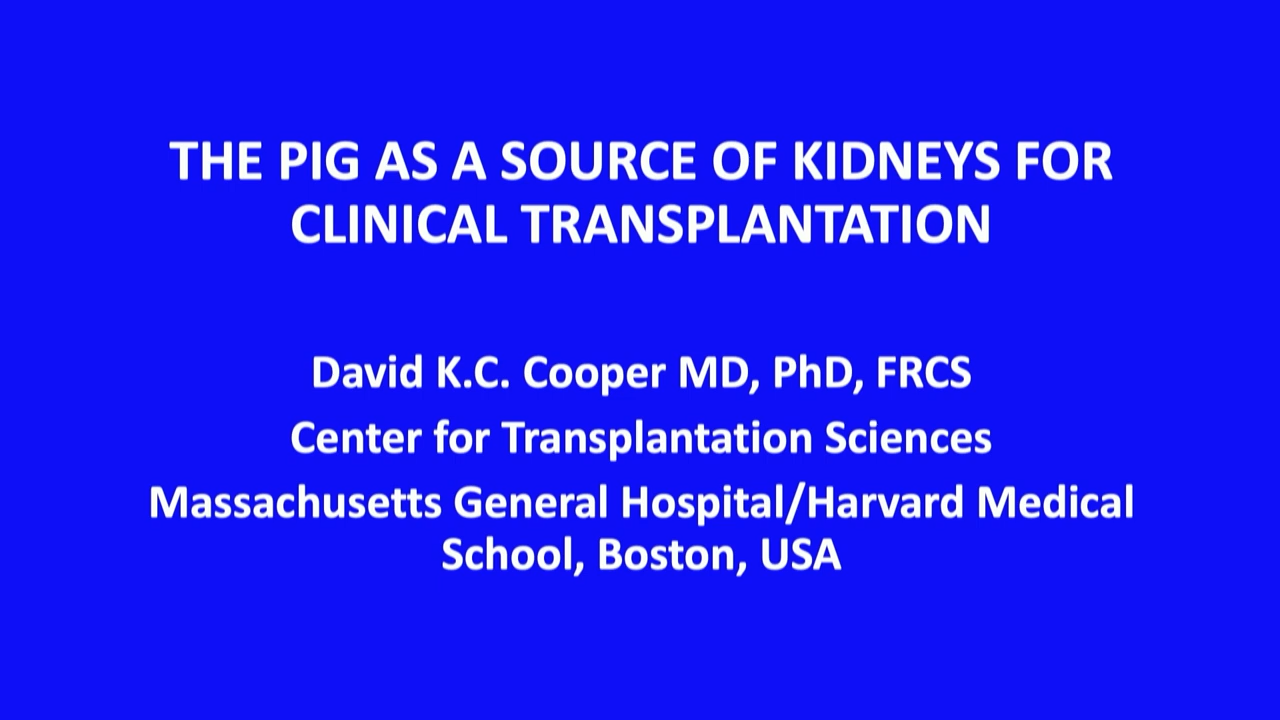 THE PIG AS A SOURCE OF KIDNEYS FOR
CLINICAL TRANSPLANTATION
David K.C. Cooper MD, PhD, FRCS
Center for Transplantation Sciences
Massachusetts General Hospital/Harvard Medical
School, Boston, USA